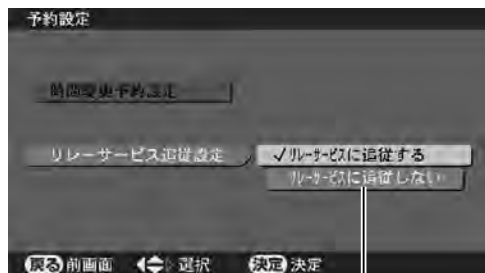 予約設定
時間変更予約設定
リレーサービス追従設定
✓リレーサービスに追従する
リレーサービスに追従しない
戻る 前画面 選択 決定 決定